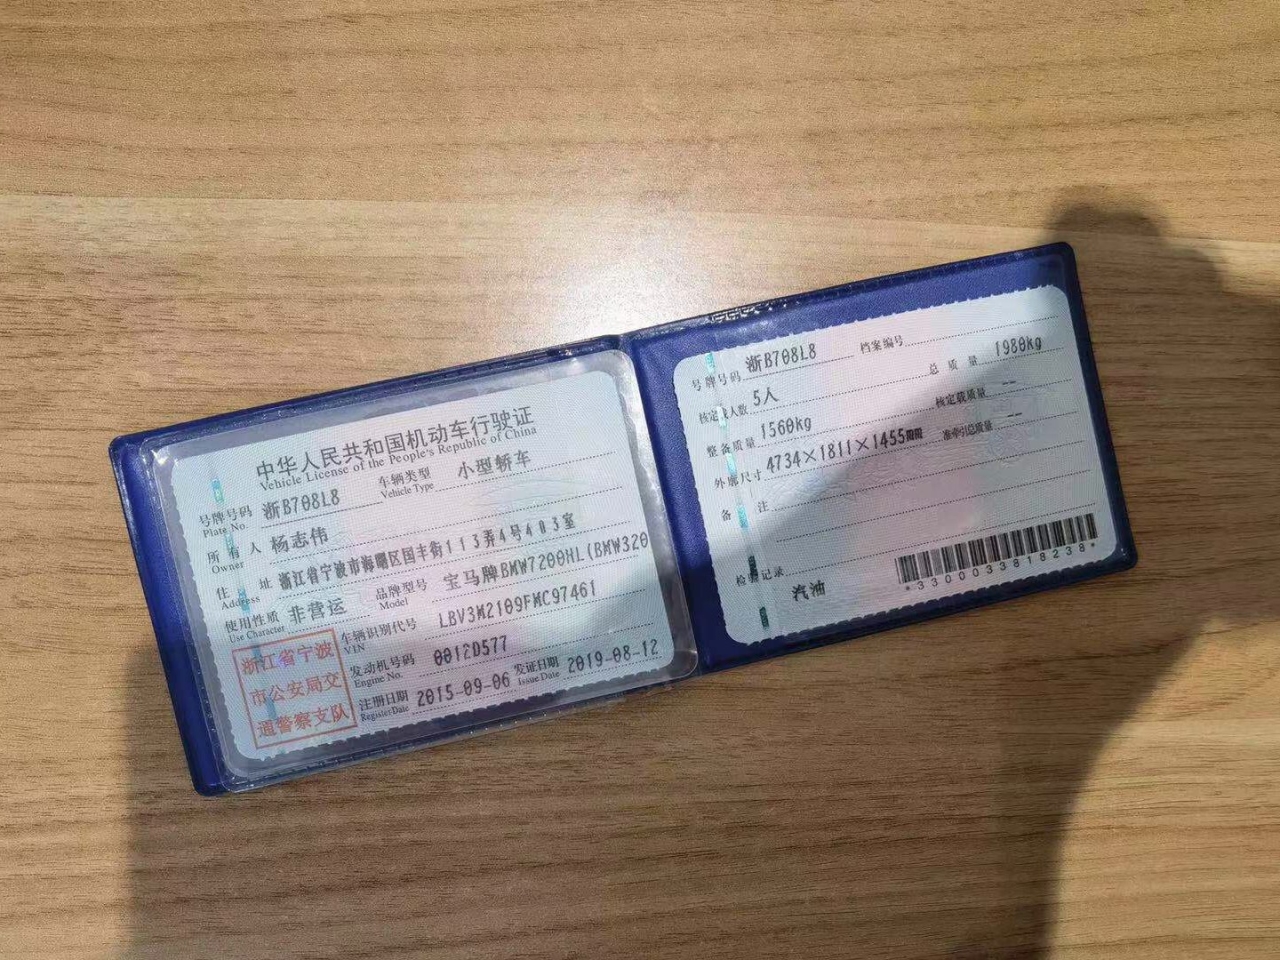 中华人民共和国机动车行驶证
Vehicle License of the People's Republic of China
号牌号码 浙B708L8 车辆类型 小型轿车
Plate No. Vehicle Type
所有人 杨志伟
Owner
住址 浙江省宁波市海曙区国丰街113弄4号403室
Address
使用性质 非营运 品牌型号 宝马牌BMW7200HL(BMW320
Use Character Model
车辆识别代号 LBV3M2109FMC97461
VIN
发动机号码 0012D577
Engine No.
注册日期 2015-09-06 发证日期 2019-08-12
Register Date Issue Date
浙江省宁波
市公安局交
通警察支队
号牌号码 浙B708L8 档案编号
核定载人数 5人 总质量 1980kg
整备质量 1560kg 核定载质量 --
外廓尺寸 4734×1811×1455 准牵引总质量 --
备注
检验记录
汽油
*3300033818238*